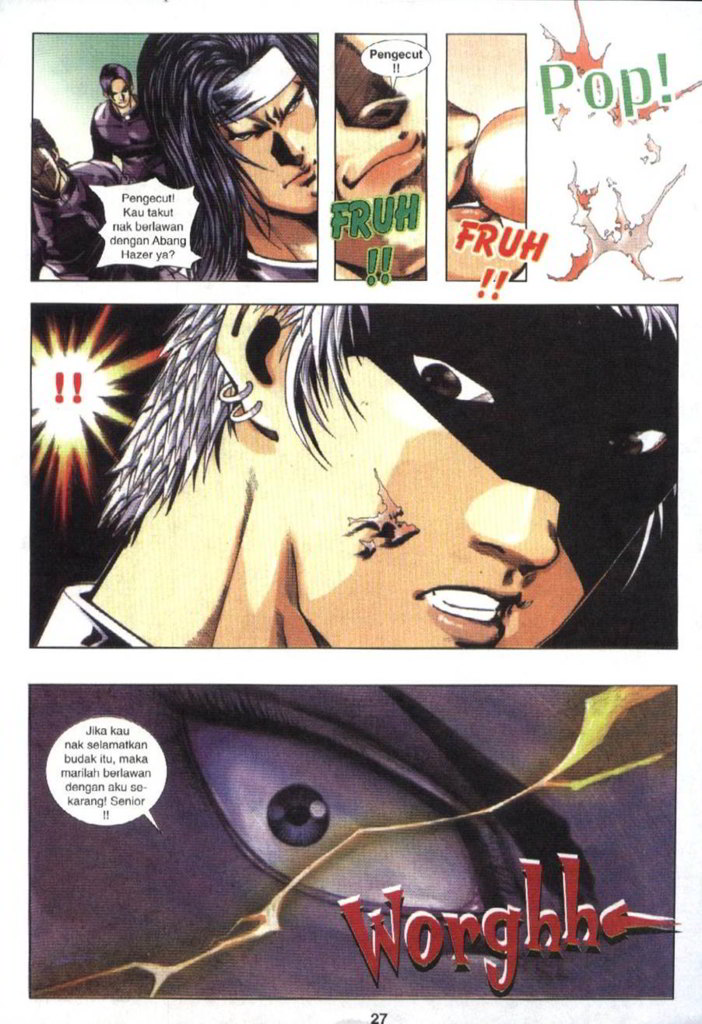 Pengecut!
Kau takut
nak berlawan
dengan Abang
Hazer ya?
Pengecut
!!
FRUH
!!
FRUH
!!
Pop!
!!
Jika kau
nak selamatkan
budak itu, maka
marilah berlawan
dengan aku se-
karang! Senior
!!
Worghh
27